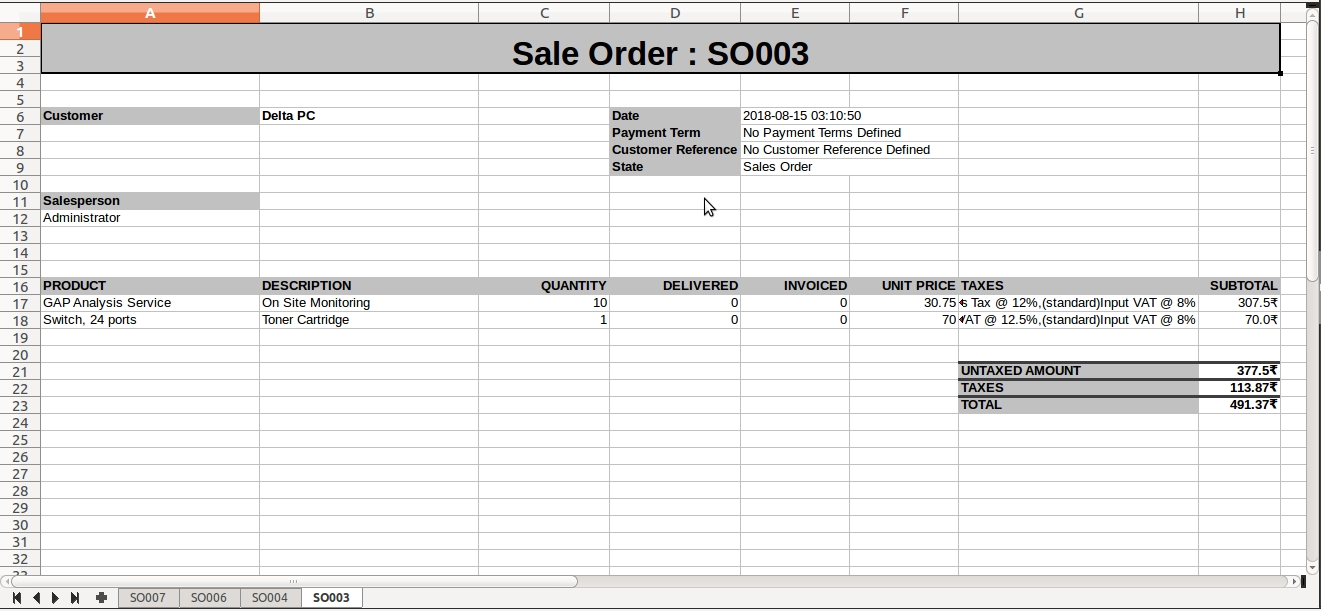 A B C D E F G H
1
2 Sale Order : SO003
3
4
5
6 Customer Delta PC Date 2018-08-15 03:10:50
7 Payment Term No Payment Terms Defined
8 Customer Reference No Customer Reference Defined
9 State Sales Order
10
11 Salesperson
12 Administrator
13
14
15
16 PRODUCT DESCRIPTION QUANTITY DELIVERED INVOICED UNIT PRICE TAXES SUBTOTAL
17 GAP Analysis Service On Site Monitoring 10 0 0 30.75 s Tax @ 12%,(standard)Input VAT @ 8% 307.5₹
18 Switch, 24 ports Toner Cartridge 1 0 0 70 VAT @ 12.5%,(standard)Input VAT @ 8% 70.0₹
19
20
21 UNTAXED AMOUNT 377.5₹
22 TAXES 113.87₹
23 TOTAL 491.37₹
24
25
26
27
28
29
30
31
32
SO007 SO006 SO004 SO003